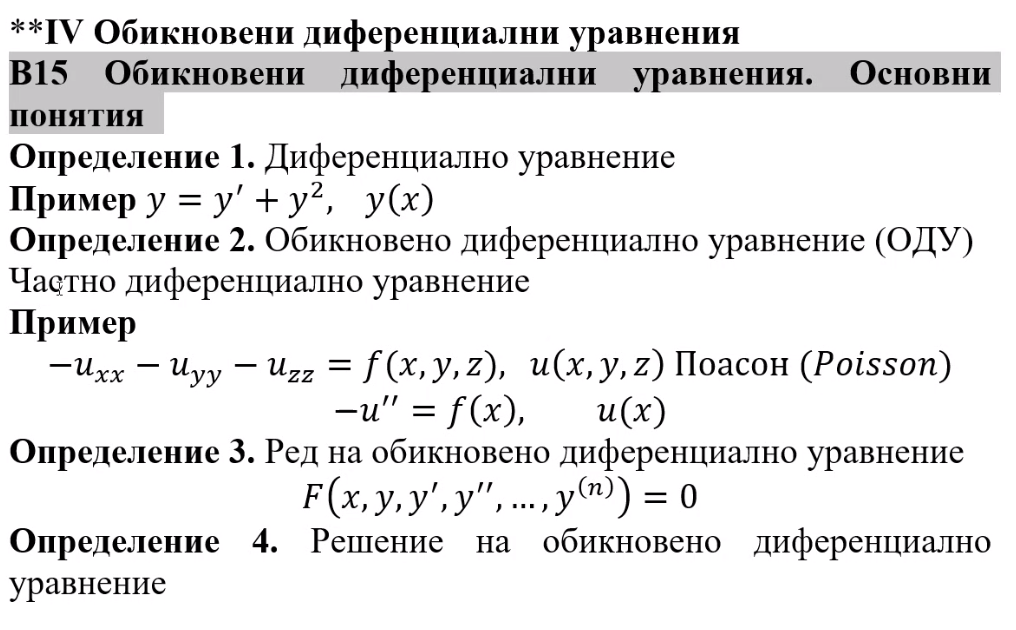 **IV Обикновени диференциални уравнения
В15 Обикновени диференциални уравнения. Основни
понятия
Определение 1. Диференциално уравнение
Пример y = y′ + y², y(x)
Определение 2. Обикновено диференциално уравнение (ОДУ)
Частно диференциално уравнение
Пример
−uₓₓ − u_yy − u_zz = f(x, y, z), u(x, y, z) Поасон (Poisson)
−u′′ = f(x), u(x)
Определение 3. Ред на обикновено диференциално уравнение
F(x, y, y′, y′′, … , y⁽ⁿ⁾) = 0
Определение 4. Решение на обикновено диференциално
уравнение